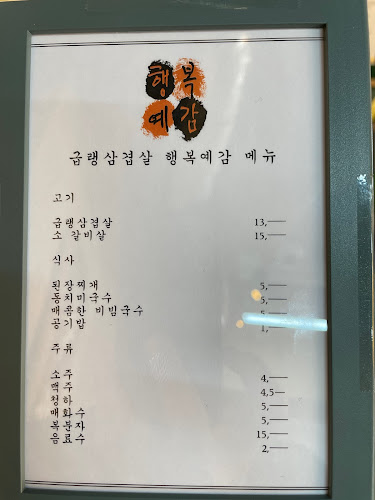 행복
예감
급랭삼겹살 행복예감 메뉴
고기
급랭삼겹살 13,──
소 갈비살 15,──
식사
된장찌개 5,──
동치미국수 5,──
매콤한 비빔국수 5,──
공기밥 1,──
주류
소주 4,──
맥주 4,5─
청하 5,──
매화수 5,──
복분자 15,──
음료수 2,──